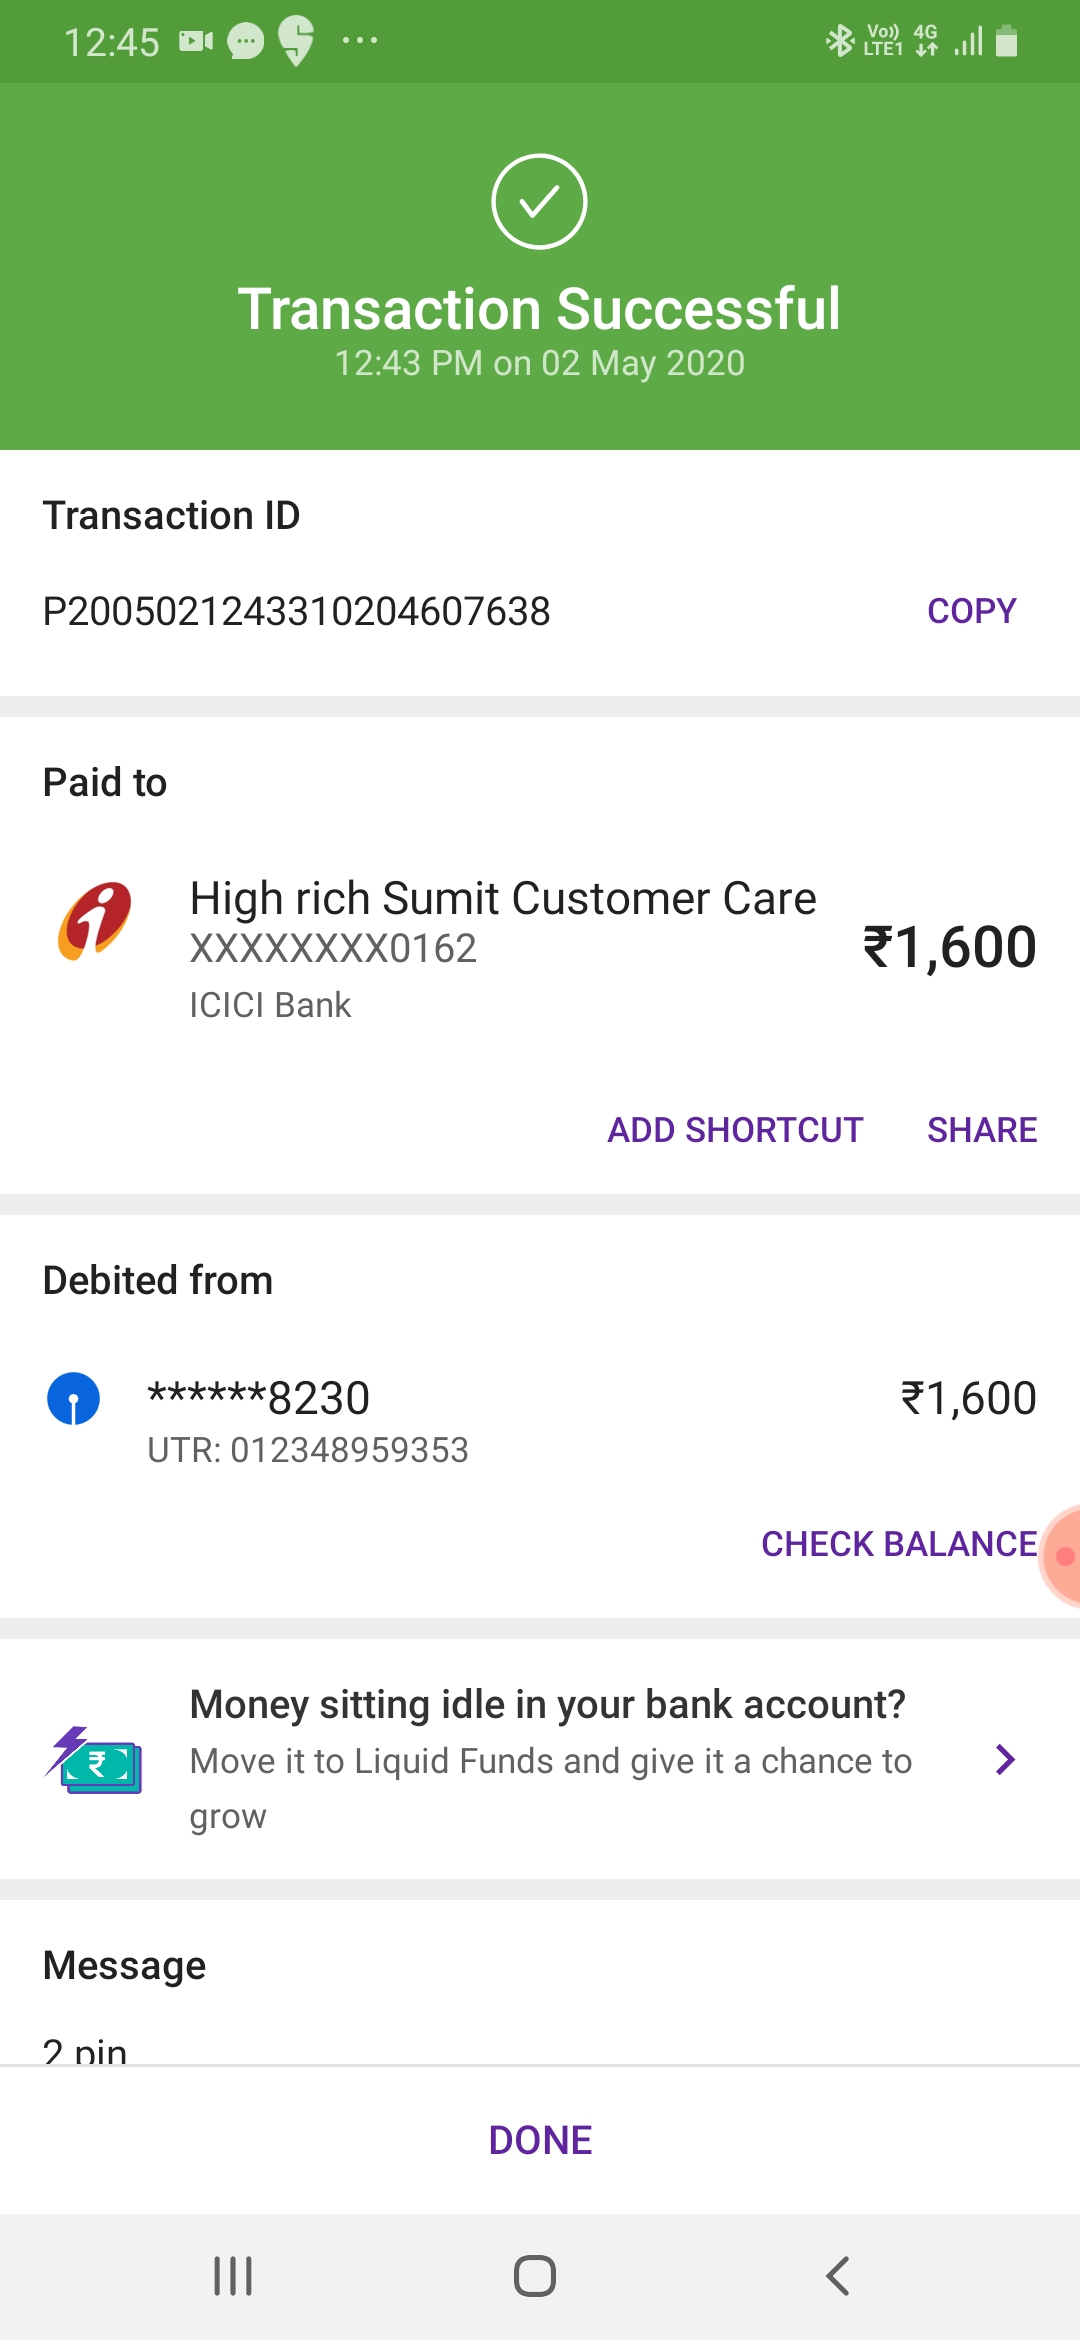 12:45
Vo)) 4G
LTE1
Transaction Successful
12:43 PM on 02 May 2020
Transaction ID
P2005021243310204607638 COPY
Paid to
High rich Sumit Customer Care
XXXXXXXX0162 ₹1,600
ICICI Bank
ADD SHORTCUT SHARE
Debited from
******8230 ₹1,600
UTR: 012348959353
CHECK BALANCE
Money sitting idle in your bank account?
Move it to Liquid Funds and give it a chance to
grow
Message
2 pin
DONE